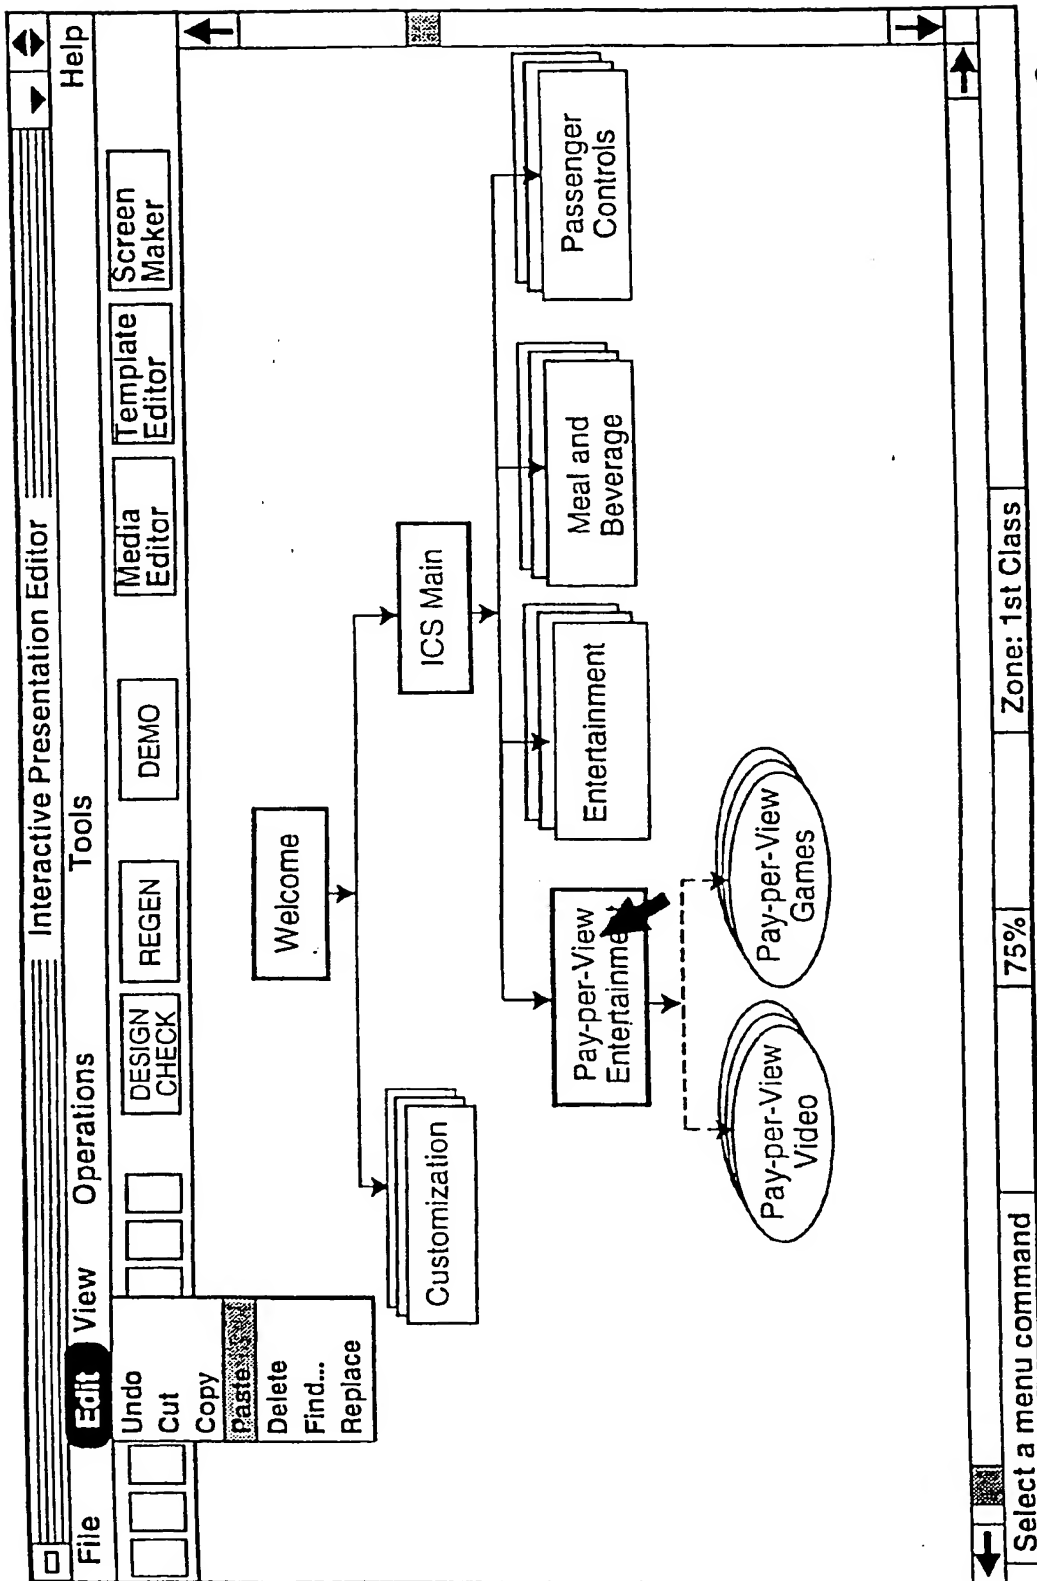 Interactive Presentation Editor
File Edit View Operations Tools Help
DESIGN
CHECK
REGEN
DEMO
Media
Editor
Template
Editor
Screen
Maker
Undo
Cut
Copy
Paste
Delete
Find...
Replace
Welcome
Customization
ICS Main
Pay-per-View
Entertainme
Entertainment
Meal and
Beverage
Passenger
Controls
Pay-per-View
Video
Pay-per-View
Games
Select a menu command
75%
Zone: 1st Class